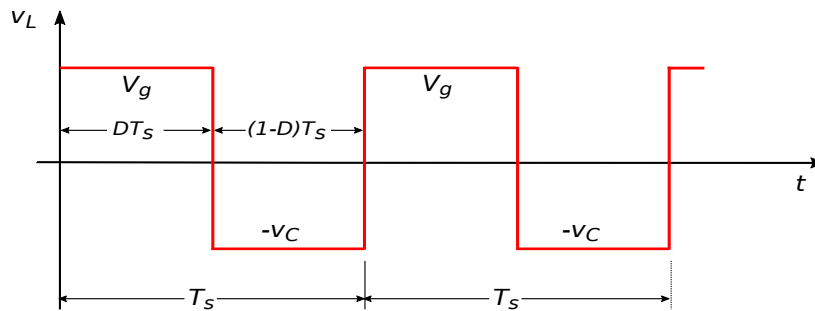 v_L
V_g
V_g
DT_s
(1-D)T_s
t
-v_C
-v_C
T_s
T_s